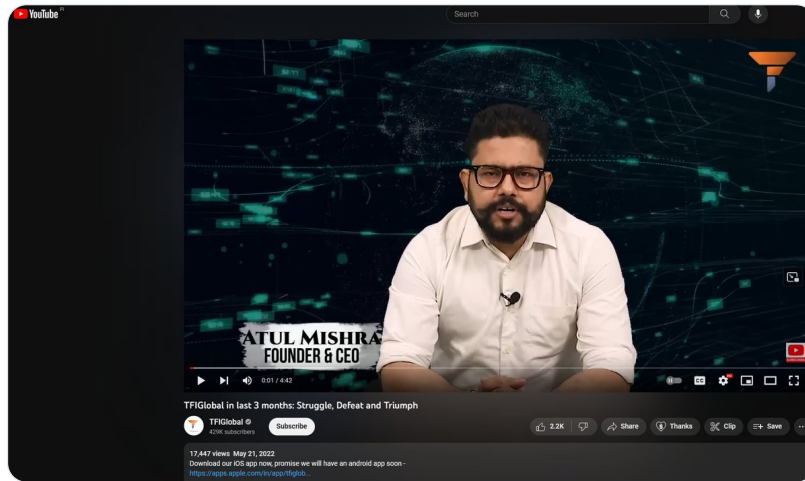 YouTube FI
Search
ATUL MISHRA
FOUNDER & CEO
0:01 / 4:42
CC
TFIGlobal in last 3 months: Struggle, Defeat and Triumph
TFIGlobal
429K subscribers
Subscribe
2.2K
Share
Thanks
Clip
Save
17,447 views May 21, 2022
Download our iOS app now, promise we will have an android app soon -
https://apps.apple.com/in/app/tfiglob...